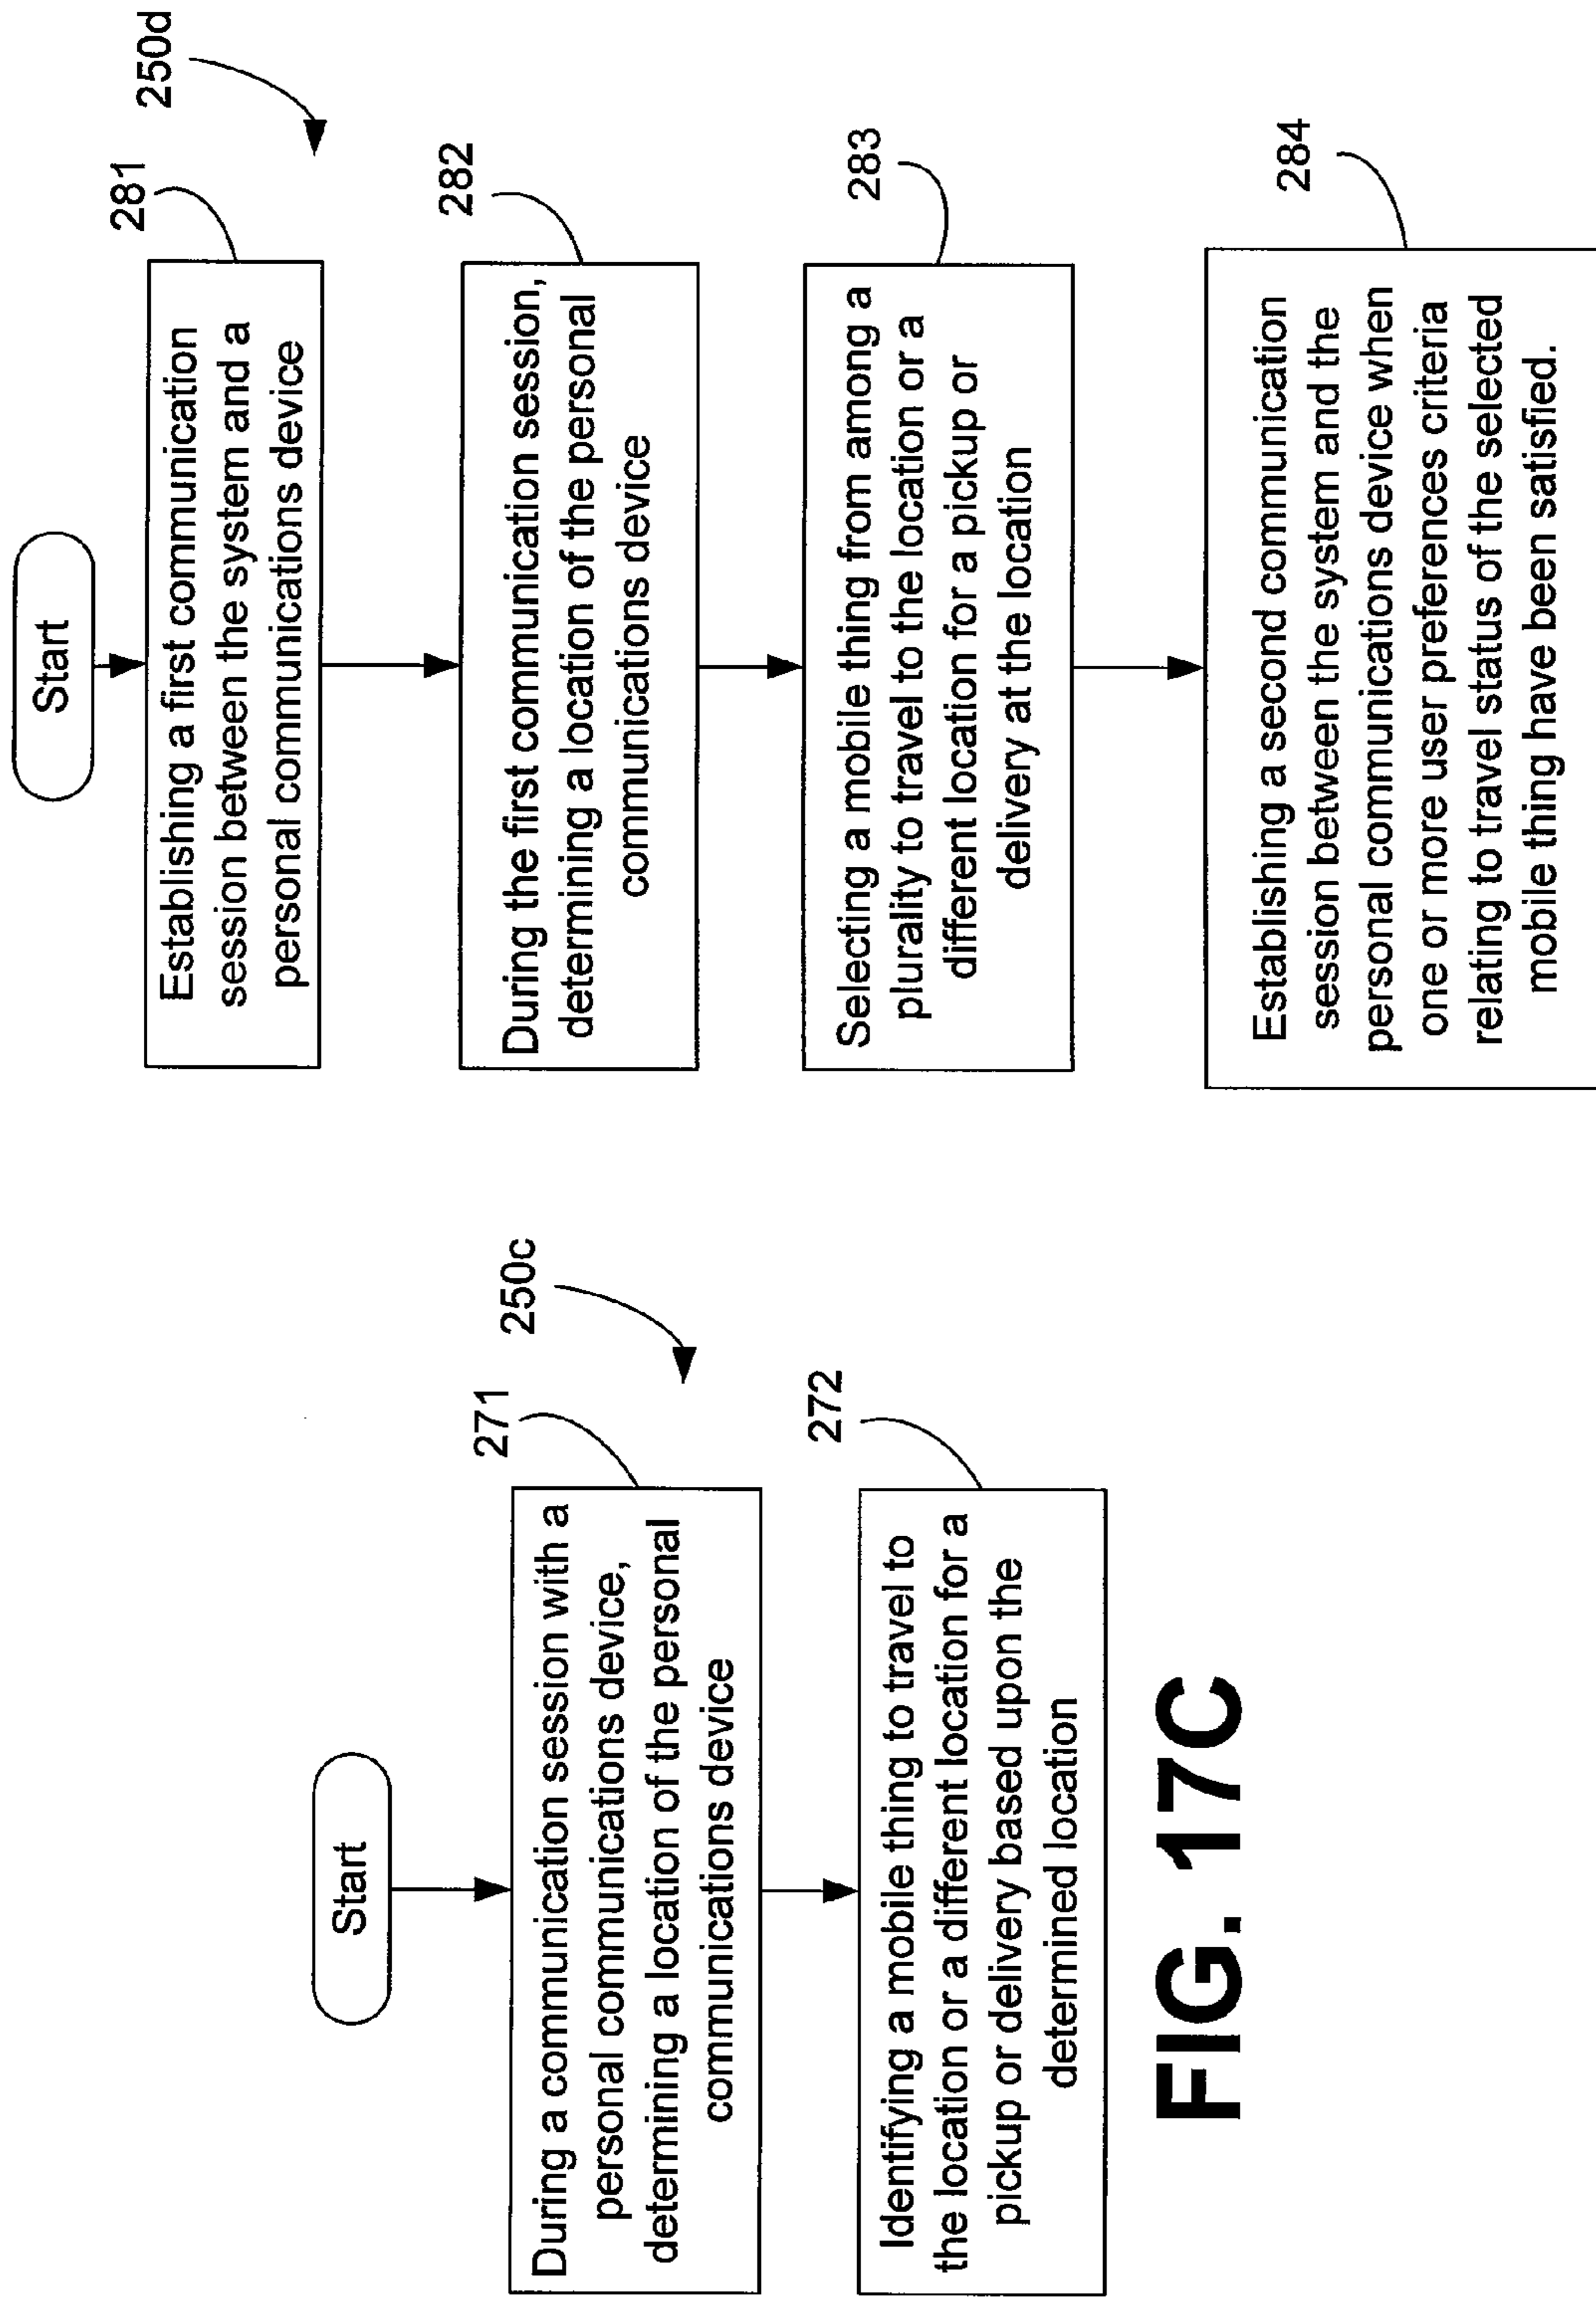 Start
250c
271
During a communication session with a
personal communications device,
determining a location of the personal
communications device
272
Identifying a mobile thing to travel to
the location or a different location for a
pickup or delivery based upon the
determined location
FIG. 17C
Start
250d
281
Establishing a first communication
session between the system and a
personal communications device
282
During the first communication session,
determining a location of the personal
communications device
283
Selecting a mobile thing from among a
plurality to travel to the location or a
different location for a pickup or
delivery at the location
284
Establishing a second communication
session between the system and the
personal communications device when
one or more user preferences criteria
relating to travel status of the selected
mobile thing have been satisfied.